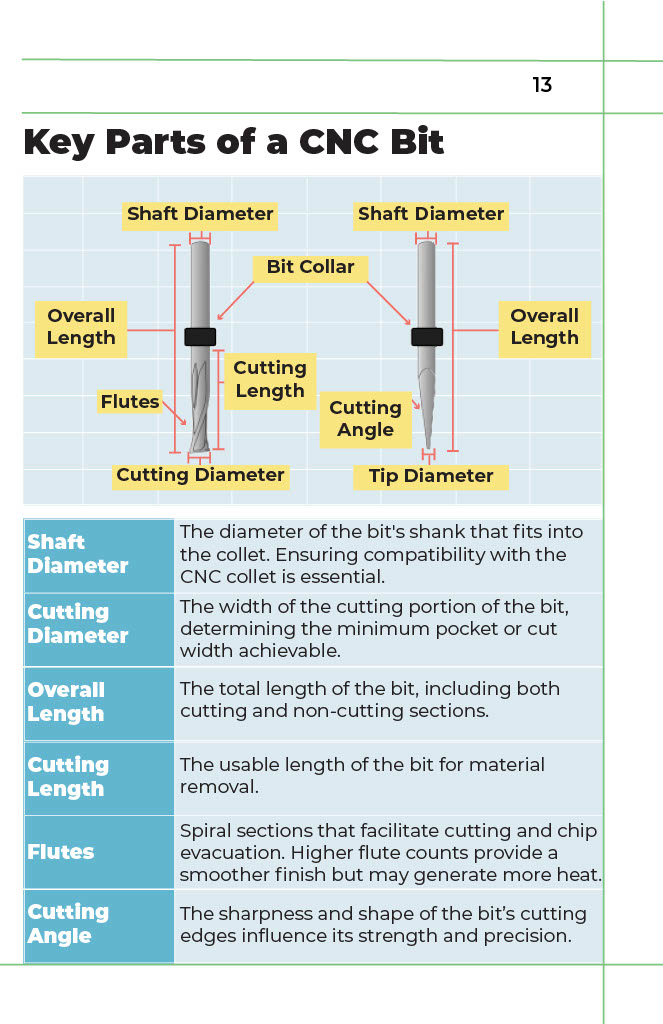 13
Key Parts of a CNC Bit
Shaft Diameter
Shaft Diameter
Bit Collar
Overall
Length
Overall
Length
Cutting
Length
Flutes
Cutting
Angle
Cutting Diameter
Tip Diameter
Shaft
Diameter
The diameter of the bit's shank that fits into
the collet. Ensuring compatibility with the
CNC collet is essential.
Cutting
Diameter
The width of the cutting portion of the bit,
determining the minimum pocket or cut
width achievable.
Overall
Length
The total length of the bit, including both
cutting and non-cutting sections.
Cutting
Length
The usable length of the bit for material
removal.
Flutes
Spiral sections that facilitate cutting and chip
evacuation. Higher flute counts provide a
smoother finish but may generate more heat.
Cutting
Angle
The sharpness and shape of the bit’s cutting
edges influence its strength and precision.